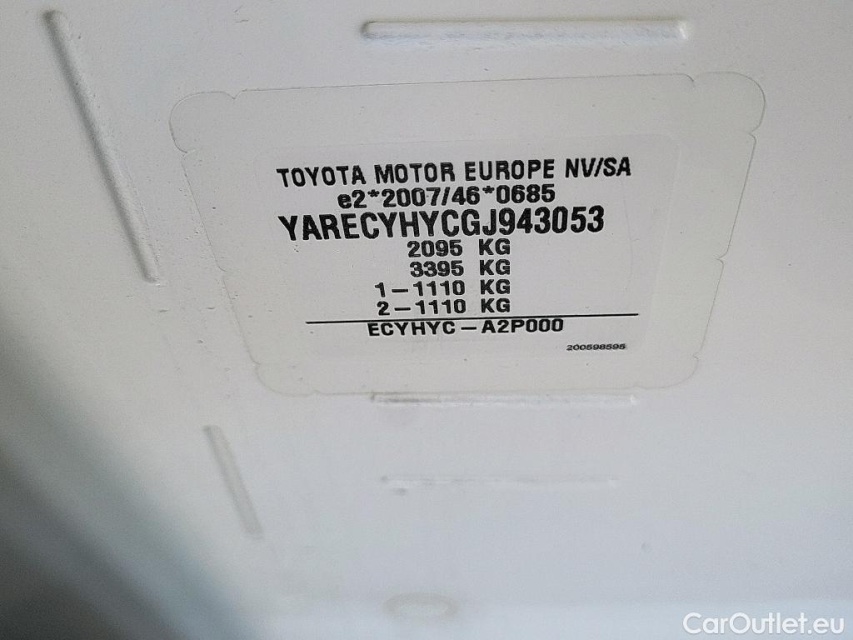 TOYOTA MOTOR EUROPE NV/SA
e2*2007/46*0685
YARECYHYCGJ943053
2095 KG
3395 KG
1-1110 KG
2-1110 KG
ECYHYC-A2P000
200598595
CarOutlet.eu